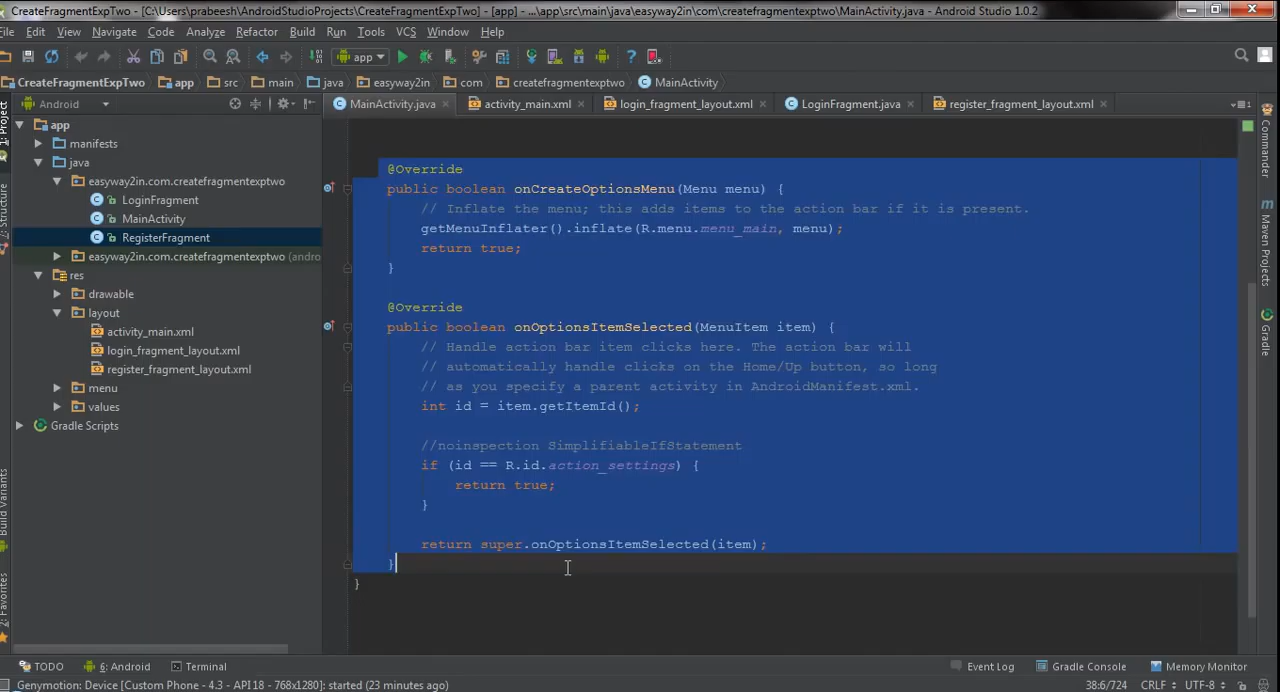 CreateFragmentExpTwo - [C:\Users\prabeesh\AndroidStudioProjects\CreateFragmentExpTwo] - [app] - [...\app\src\main\java\easyway2in\com\createfragmentexptwo\MainActivity.java - Android Studio 1.0.2
File Edit View Navigate Code Analyze Refactor Build Run Tools VCS Window Help
app
CreateFragmentExpTwo app src main java easyway2in com createfragmentexptwo MainActivity
Android
MainActivity.java activity_main.xml login_fragment_layout.xml LoginFragment.java register_fragment_layout.xml
1: Project
7: Structure
Build Variants
2: Favorites
app
manifests
java
easyway2in.com.createfragmentexptwo
LoginFragment
MainActivity
RegisterFragment
easyway2in.com.createfragmentexptwo (andro
res
drawable
layout
activity_main.xml
login_fragment_layout.xml
register_fragment_layout.xml
menu
values
Gradle Scripts
@Override
public boolean onCreateOptionsMenu(Menu menu) {
// Inflate the menu; this adds items to the action bar if it is present.
getMenuInflater().inflate(R.menu.menu_main, menu);
return true;
}
@Override
public boolean onOptionsItemSelected(MenuItem item) {
// Handle action bar item clicks here. The action bar will
// automatically handle clicks on the Home/Up button, so long
// as you specify a parent activity in AndroidManifest.xml.
int id = item.getItemId();
//noinspection SimplifiableIfStatement
if (id == R.id.action_settings) {
return true;
}
return super.onOptionsItemSelected(item);
}
}
Commander
Maven Projects
Gradle
TODO 6: Android Terminal Event Log Gradle Console Memory Monitor
Genymotion: Device [Custom Phone - 4.3 - API 18 - 768x1280]: started (23 minutes ago) 38:6/724 CRLF UTF-8